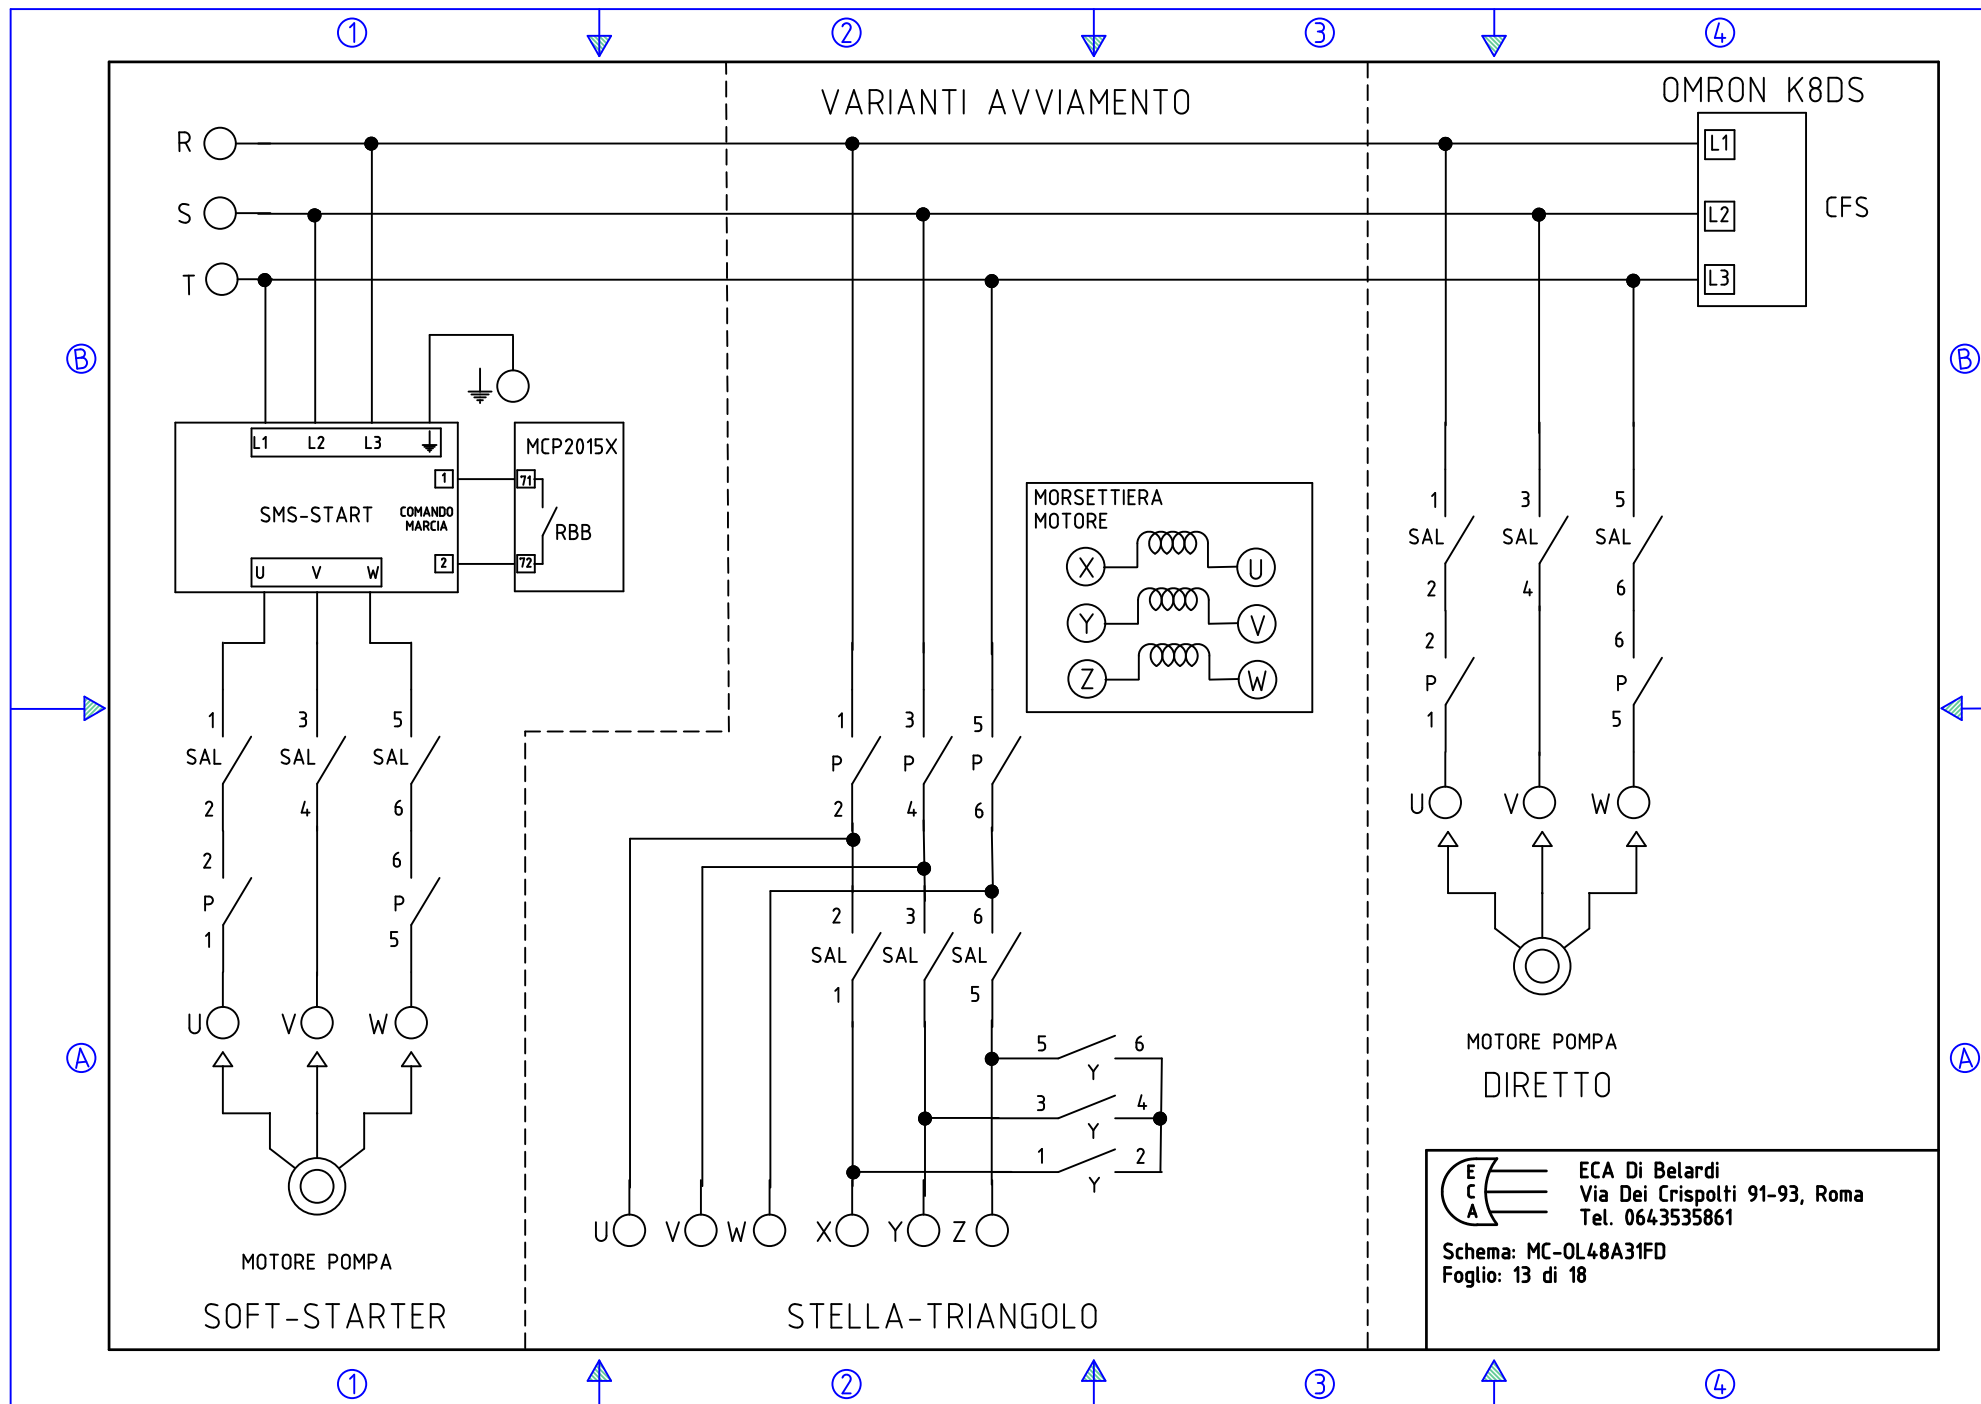 1 2 3 4
VARIANTI AVVIAMENTO
OMRON K8DS
R
S
T
L1
L2
L3
CFS
B B
L1 L2 L3
MCP2015X
1 71
SMS-START
COMANDO
MARCIA
RBB
2 72
U V W
MORSETTIERA
MOTORE
X U
Y V
Z W
1 3 5
SAL SAL SAL
2 4 6
2 6
P P
1 5
U V W
MOTORE POMPA
DIRETTO
1 3 5
SAL SAL SAL
2 4 6
2 6
P P
1 5
U V W
MOTORE POMPA
SOFT-STARTER
1 3 5
P P P
2 4 6
2 3 6
SAL SAL SAL
1 5
5 6
Y
3 4
Y
1 2
Y
U V W X Y Z
STELLA-TRIANGOLO
A A
E
C
A
ECA Di Belardi
Via Dei Crispolti 91-93, Roma
Tel. 0643535861
Schema: MC-OL48A31FD
Foglio: 13 di 18
1 2 3 4